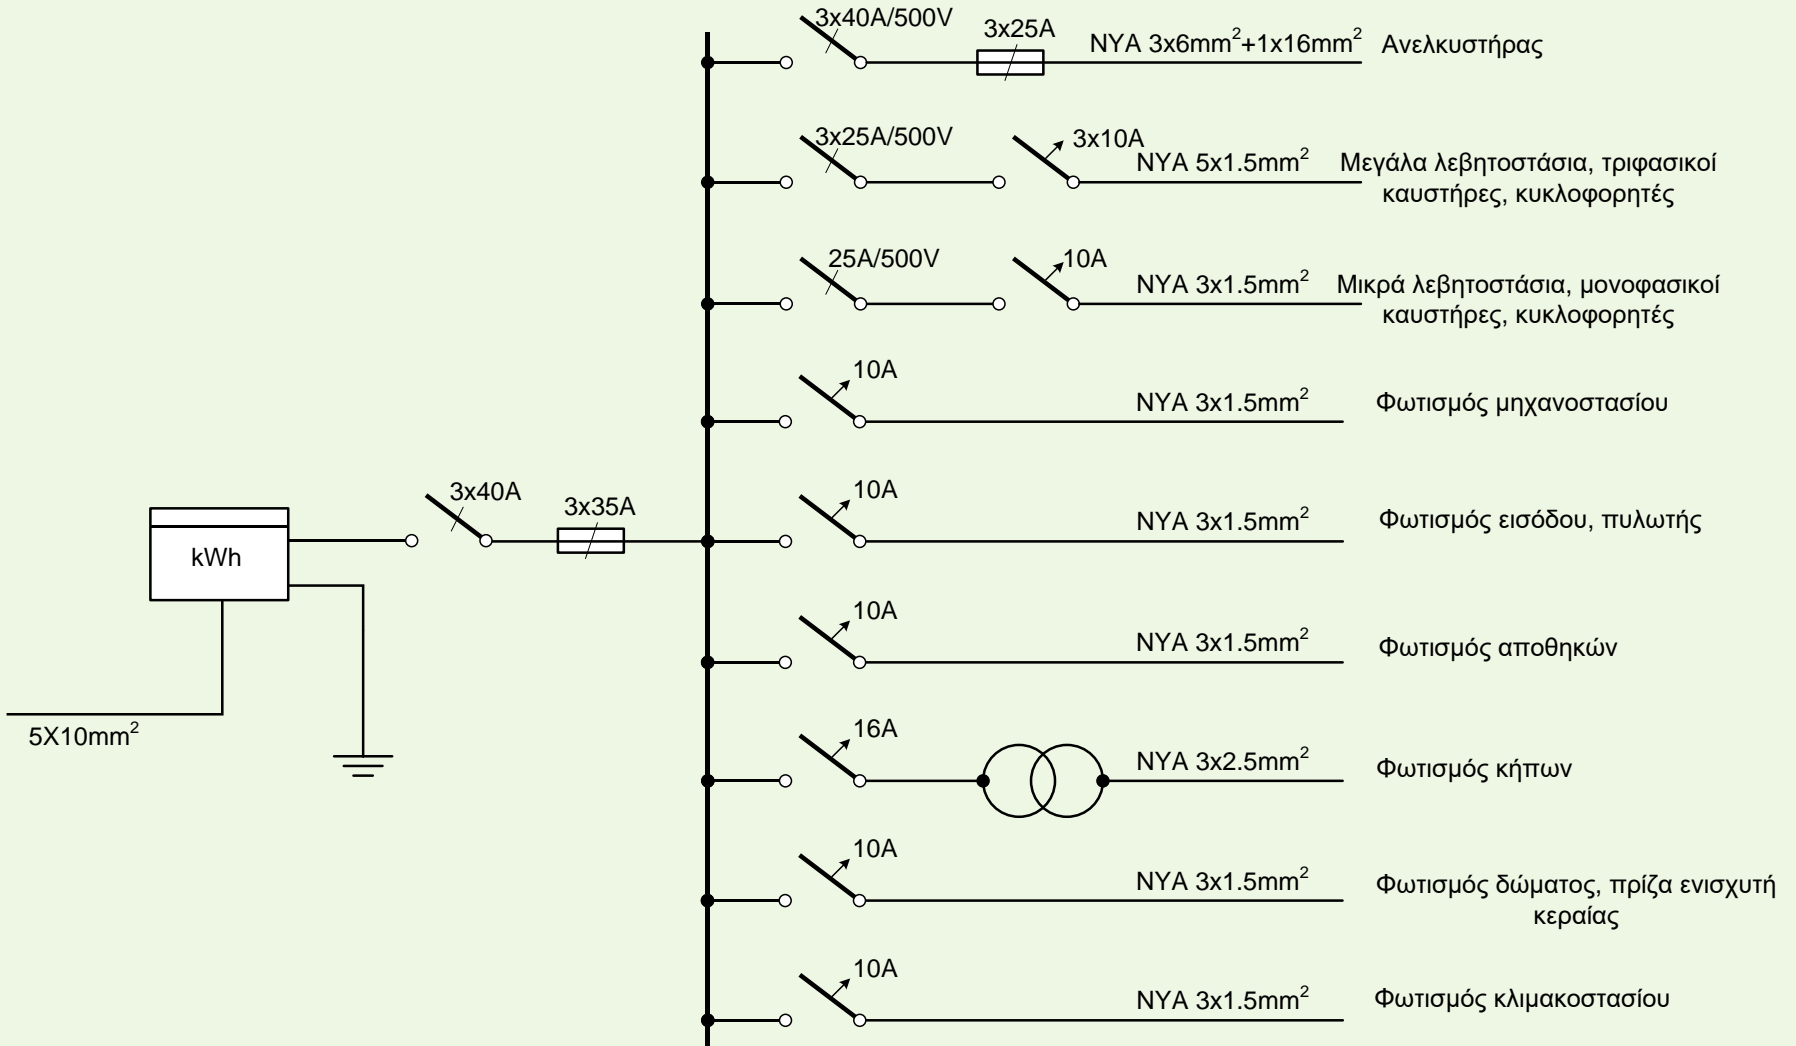 3x40A/500V
3x25A
NYA 3x6mm²+1x16mm²
Ανελκυστήρας
3x25A/500V
3x10A
NYA 5x1.5mm²
Μεγάλα λεβητοστάσια, τριφασικοί
καυστήρες, κυκλοφορητές
25A/500V
10A
NYA 3x1.5mm²
Μικρά λεβητοστάσια, μονοφασικοί
καυστήρες, κυκλοφορητές
10A
NYA 3x1.5mm²
Φωτισμός μηχανοστασίου
kWh
3x40A
3x35A
10A
NYA 3x1.5mm²
Φωτισμός εισόδου, πυλωτής
10A
NYA 3x1.5mm²
Φωτισμός αποθηκών
5X10mm²
16A
NYA 3x2.5mm²
Φωτισμός κήπων
10A
NYA 3x1.5mm²
Φωτισμός δώματος, πρίζα ενισχυτή
κεραίας
10A
NYA 3x1.5mm²
Φωτισμός κλιμακοστασίου